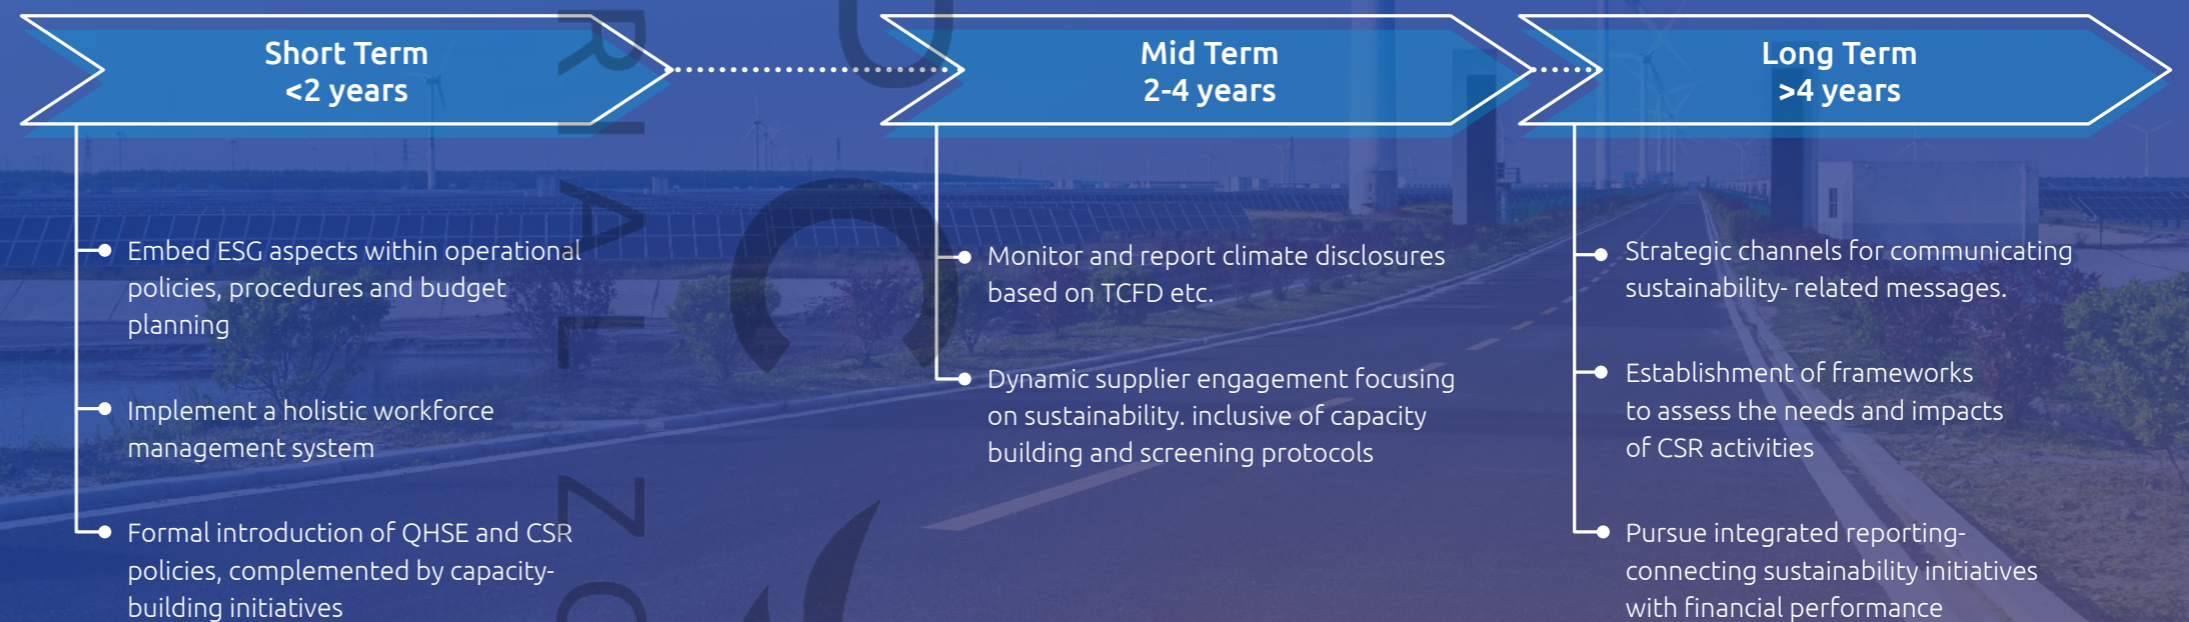 Short Term
<2 years
Embed ESG aspects within operational
policies, procedures and budget
planning
Implement a holistic workforce
management system
Formal introduction of QHSE and CSR
policies, complemented by capacity-
building initiatives
Mid Term
2-4 years
Monitor and report climate disclosures
based on TCFD etc.
Dynamic supplier engagement focusing
on sustainability. inclusive of capacity
building and screening protocols
Long Term
>4 years
Strategic channels for communicating
sustainability- related messages.
Establishment of frameworks
to assess the needs and impacts
of CSR activities
Pursue integrated reporting-
connecting sustainability initiatives
with financial performance